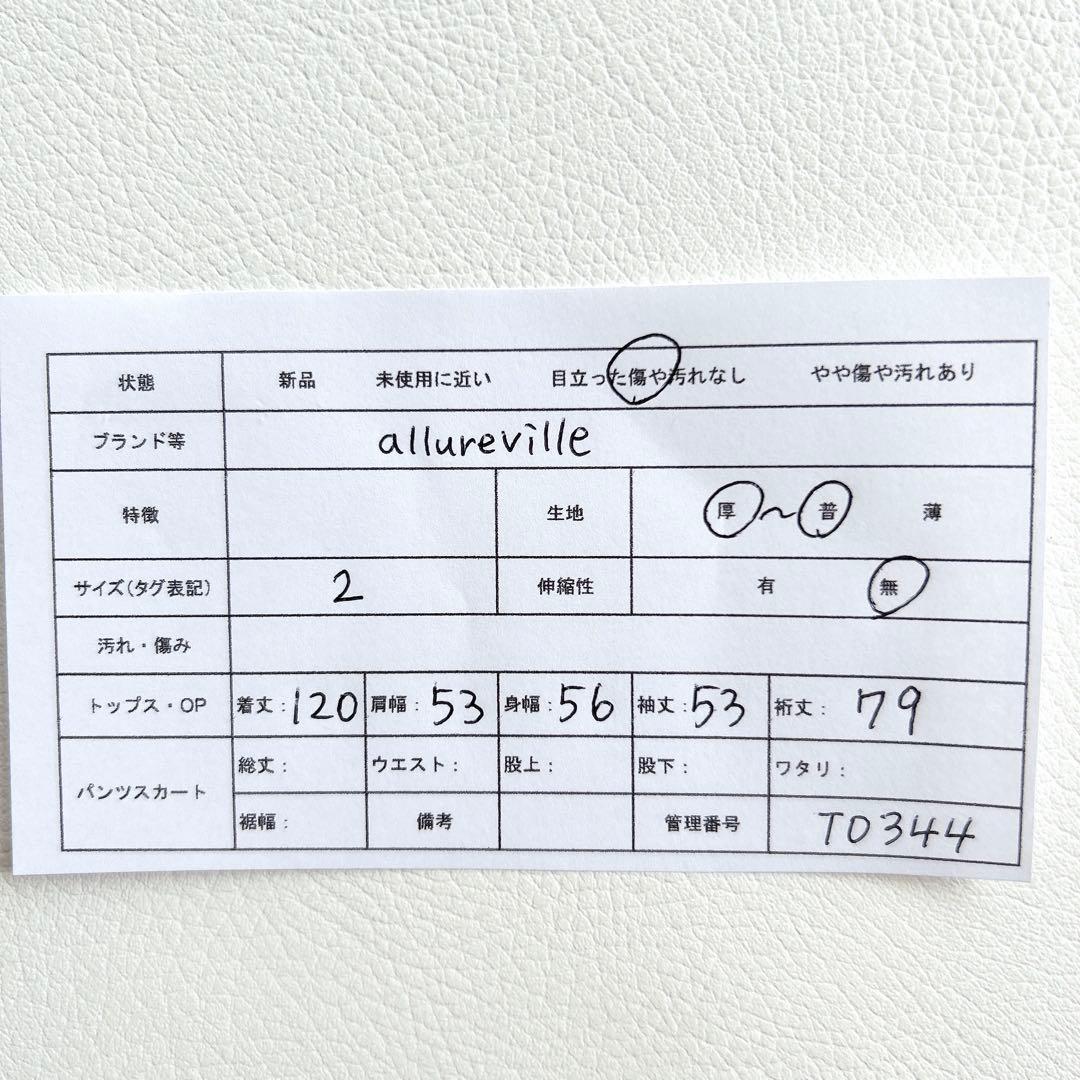 状態 新品 未使用に近い 目立った傷や汚れなし やや傷や汚れあり
ブランド等 allureville
特徴 生地 厚 〜 普 薄
サイズ(タグ表記) 2 伸縮性 有 無
汚れ・傷み
トップス・OP 着丈:120 肩幅:53 身幅:56 袖丈:53 裄丈:79
パンツスカート 総丈: ウエスト: 股上: 股下: ワタリ:
裾幅: 備考 管理番号 T0344